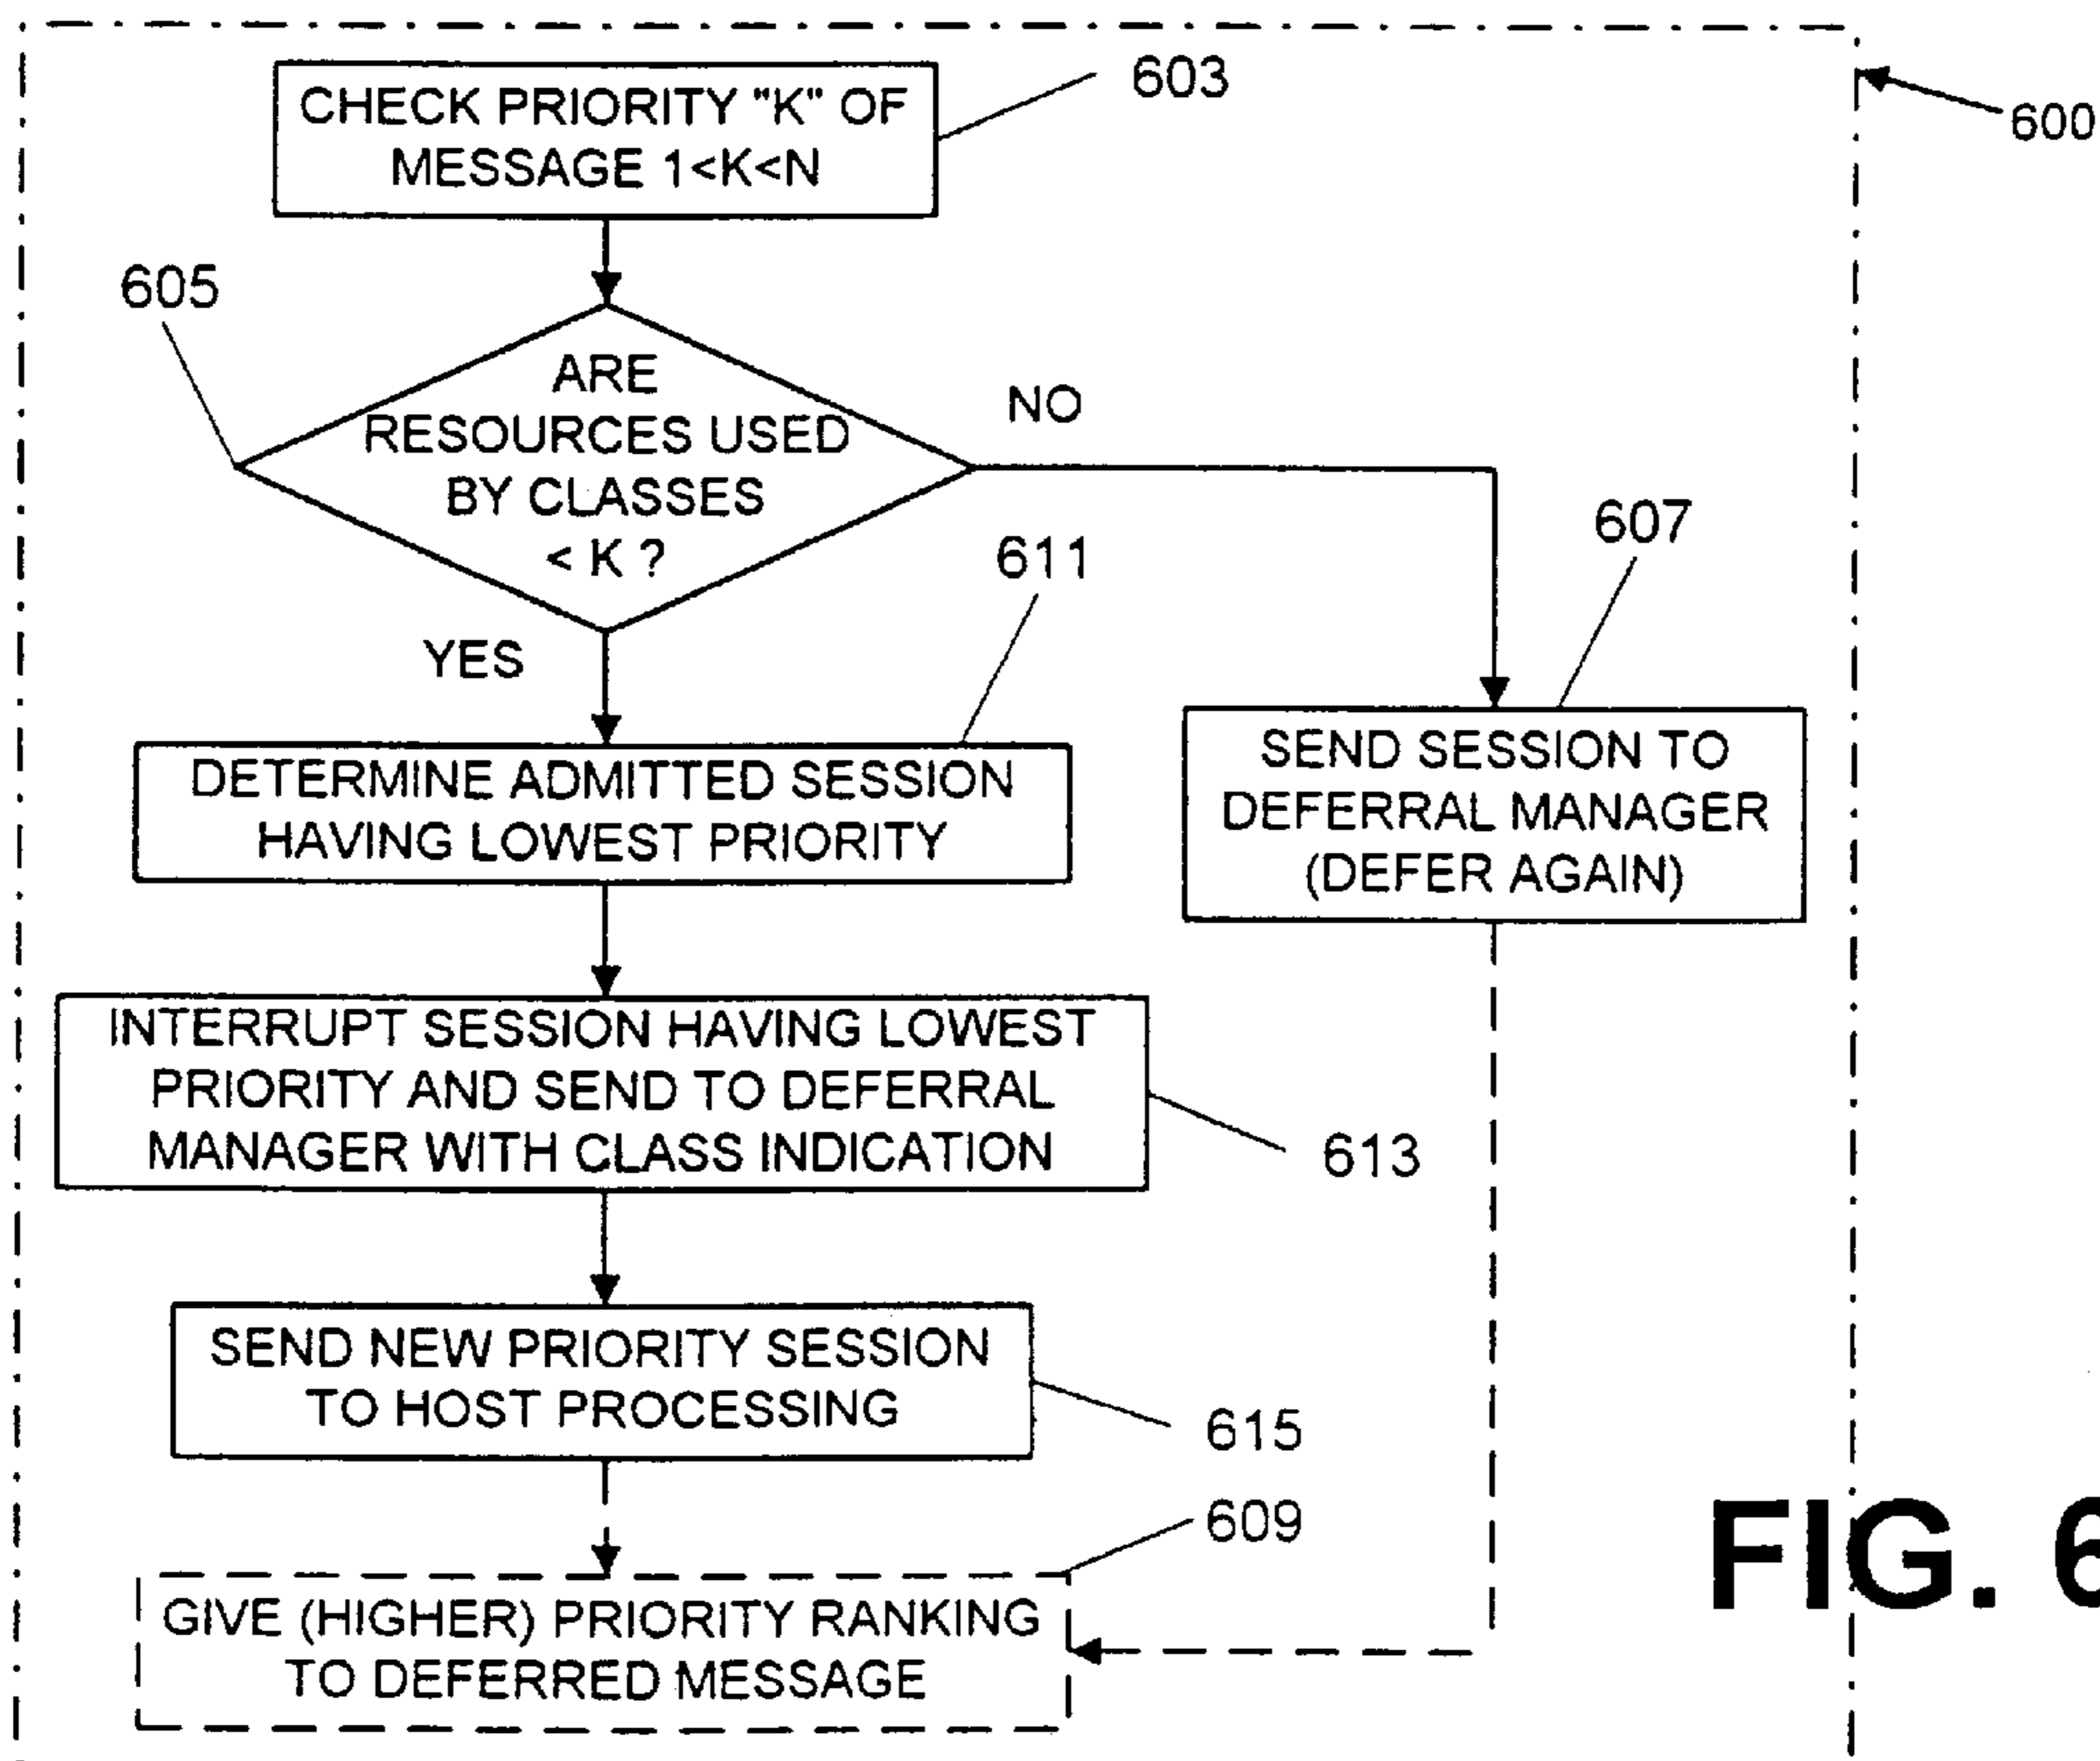 603
CHECK PRIORITY "K" OF
MESSAGE 1<K<N
600
605
ARE
RESOURCES USED
BY CLASSES
< K ?
NO
YES
611
607
DETERMINE ADMITTED SESSION
HAVING LOWEST PRIORITY
SEND SESSION TO
DEFERRAL MANAGER
(DEFER AGAIN)
INTERRUPT SESSION HAVING LOWEST
PRIORITY AND SEND TO DEFERRAL
MANAGER WITH CLASS INDICATION
613
SEND NEW PRIORITY SESSION
TO HOST PROCESSING
615
609
GIVE (HIGHER) PRIORITY RANKING
TO DEFERRED MESSAGE
FIG. 6